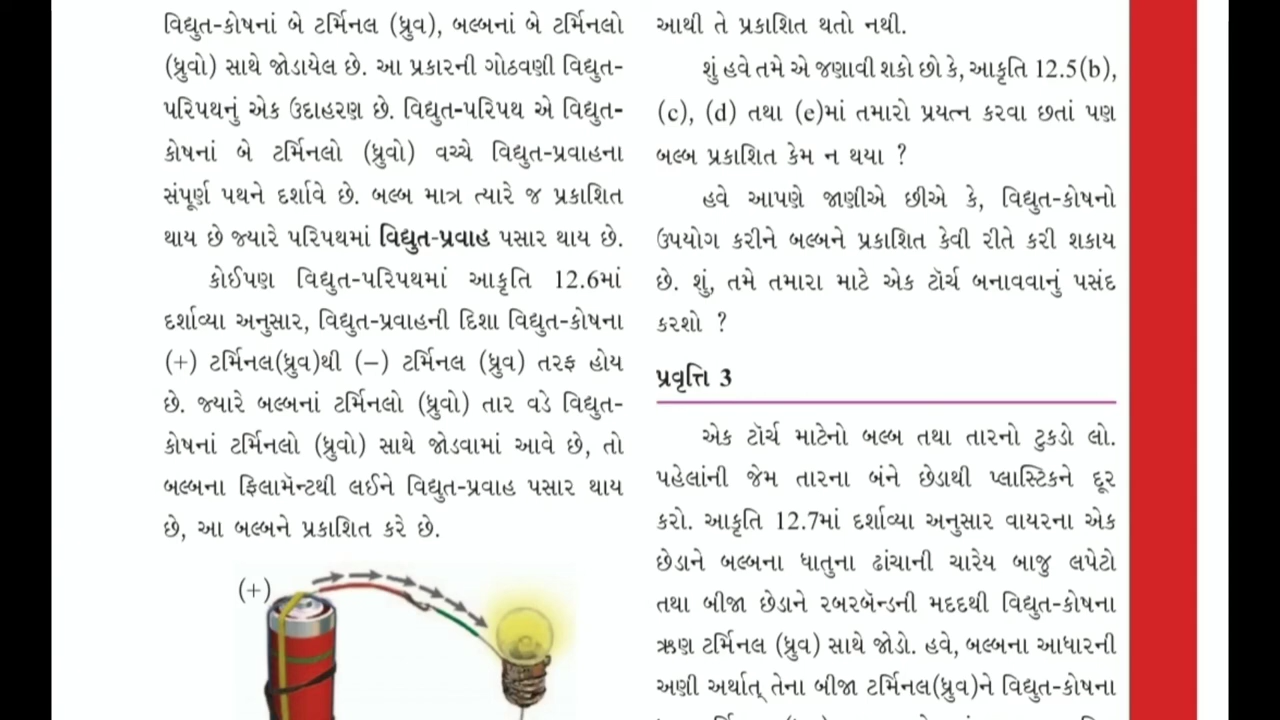 વિદ્યુત-કોષનાં બે ટર્મિનલ (ધ્રુવ), બલ્બનાં બે ટર્મિનલો
(ધ્રુવો) સાથે જોડાયેલ છે. આ પ્રકારની ગોઠવણી વિદ્યુત-
પરિપથનું એક ઉદાહરણ છે. વિદ્યુત-પરિપથ એ વિદ્યુત-
કોષનાં બે ટર્મિનલો (ધ્રુવો) વચ્ચે વિદ્યુત-પ્રવાહના
સંપૂર્ણ પથને દર્શાવે છે. બલ્બ માત્ર ત્યારે જ પ્રકાશિત
થાય છે જ્યારે પરિપથમાં વિદ્યુત-પ્રવાહ પસાર થાય છે.
કોઈપણ વિદ્યુત-પરિપથમાં આકૃતિ 12.6માં
દર્શાવ્યા અનુસાર, વિદ્યુત-પ્રવાહની દિશા વિદ્યુત-કોષના
(+) ટર્મિનલ(ધ્રુવ)થી (−) ટર્મિનલ (ધ્રુવ) તરફ હોય
છે. જ્યારે બલ્બનાં ટર્મિનલો (ધ્રુવો) તાર વડે વિદ્યુત-
કોષનાં ટર્મિનલો (ધ્રુવો) સાથે જોડવામાં આવે છે, તો
બલ્બના ફિલામૅન્ટથી લઈને વિદ્યુત-પ્રવાહ પસાર થાય
છે, આ બલ્બને પ્રકાશિત કરે છે.
(+)
આથી તે પ્રકાશિત થતો નથી.
શું હવે તમે એ જણાવી શકો છો કે, આકૃતિ 12.5(b),
(c), (d) તથા (e)માં તમારો પ્રયત્ન કરવા છતાં પણ
બલ્બ પ્રકાશિત કેમ ન થયા ?
હવે આપણે જાણીએ છીએ કે, વિદ્યુત-કોષનો
ઉપયોગ કરીને બલ્બને પ્રકાશિત કેવી રીતે કરી શકાય
છે. શું, તમે તમારા માટે એક ટૉર્ચ બનાવવાનું પસંદ
કરશો ?
પ્રવૃત્તિ 3
એક ટૉર્ચ માટેનો બલ્બ તથા તારનો ટુકડો લો.
પહેલાંની જેમ તારના બંને છેડાથી પ્લાસ્ટિકને દૂર
કરો. આકૃતિ 12.7માં દર્શાવ્યા અનુસાર વાયરના એક
છેડાને બલ્બના ધાતુના ઢાંચાની ચારેય બાજુ લપેટો
તથા બીજા છેડાને રબરબૅન્ડની મદદથી વિદ્યુત-કોષના
ઋણ ટર્મિનલ (ધ્રુવ) સાથે જોડો. હવે, બલ્બના આધારની
અણી અર્થાત્ તેના બીજા ટર્મિનલ(ધ્રુવ)ને વિદ્યુત-કોષના